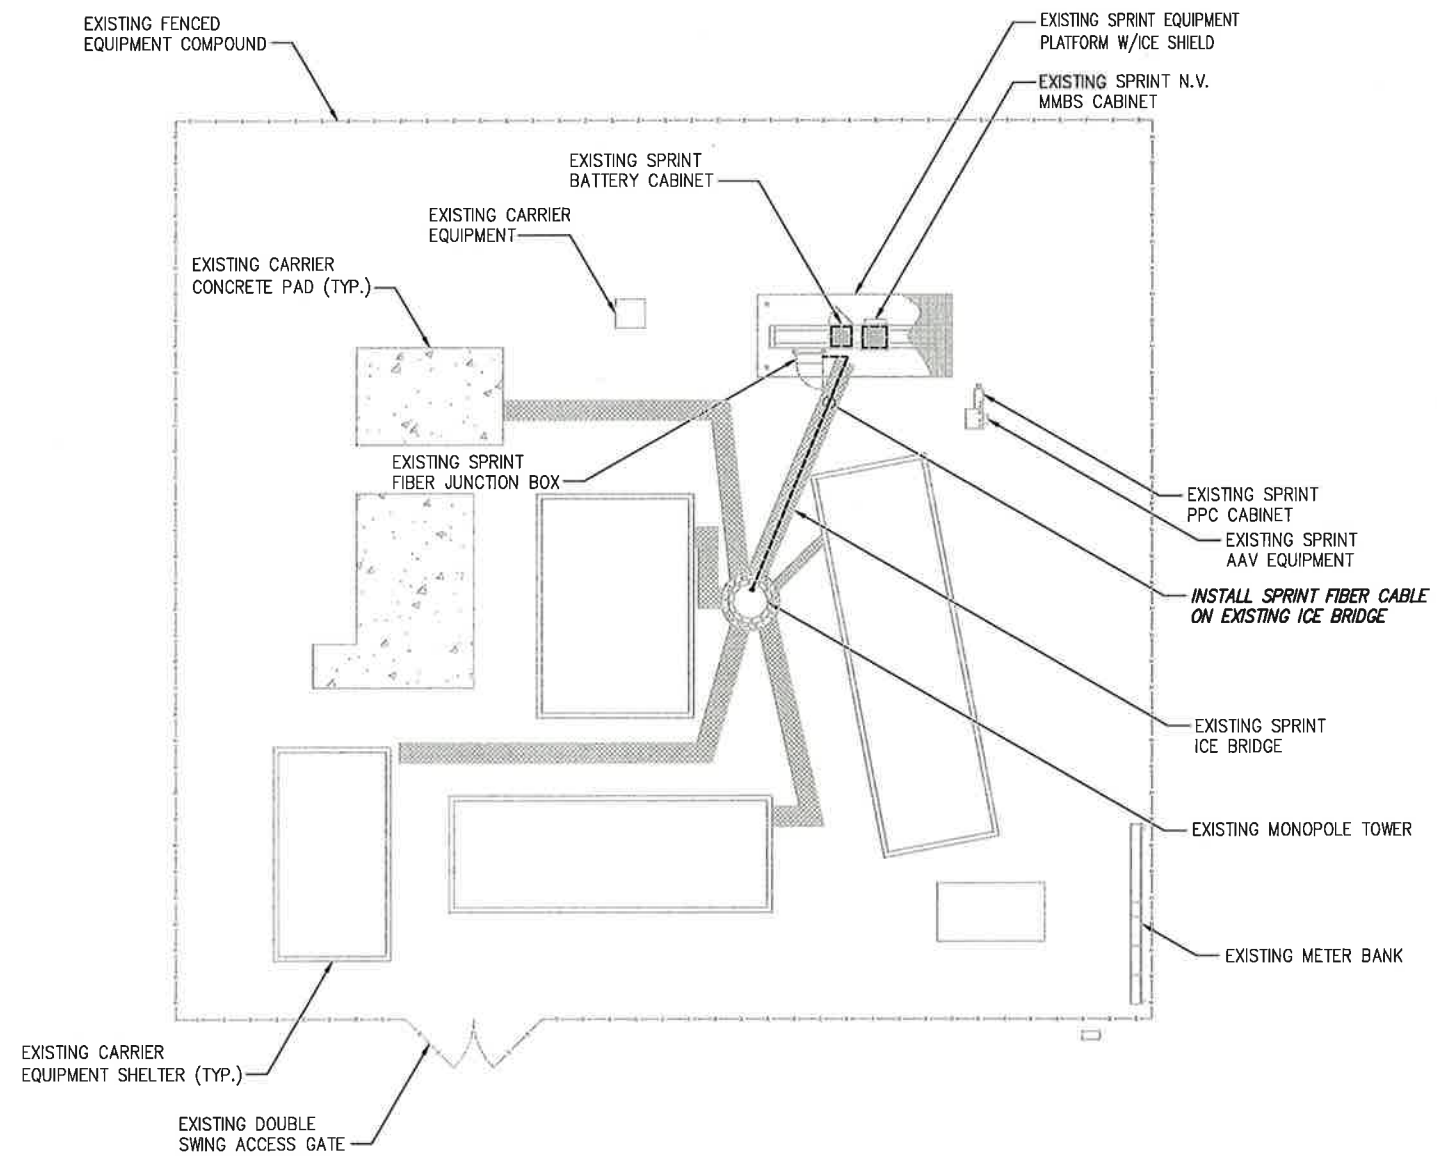 EXISTING FENCED
EQUIPMENT COMPOUND
EXISTING SPRINT EQUIPMENT
PLATFORM W/ICE SHIELD
EXISTING SPRINT N.V.
MMBS CABINET
EXISTING SPRINT
BATTERY CABINET
EXISTING CARRIER
EQUIPMENT
EXISTING CARRIER
CONCRETE PAD (TYP.)
EXISTING SPRINT
FIBER JUNCTION BOX
EXISTING SPRINT
PPC CABINET
EXISTING SPRINT
AAV EQUIPMENT
INSTALL SPRINT FIBER CABLE
ON EXISTING ICE BRIDGE
EXISTING SPRINT
ICE BRIDGE
EXISTING MONOPOLE TOWER
EXISTING METER BANK
EXISTING CARRIER
EQUIPMENT SHELTER (TYP.)
EXISTING DOUBLE
SWING ACCESS GATE